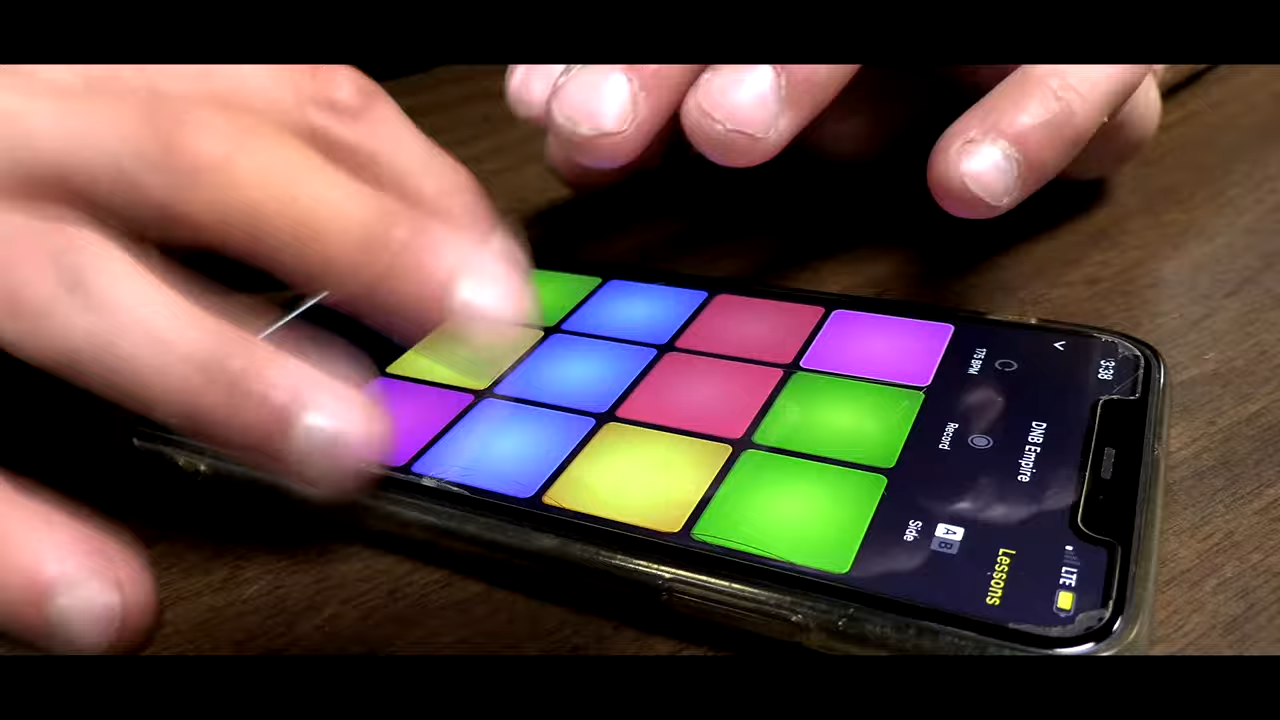 3:38
LTE
DNB Empire
Lessons
175 BPM
Record
Side
A B